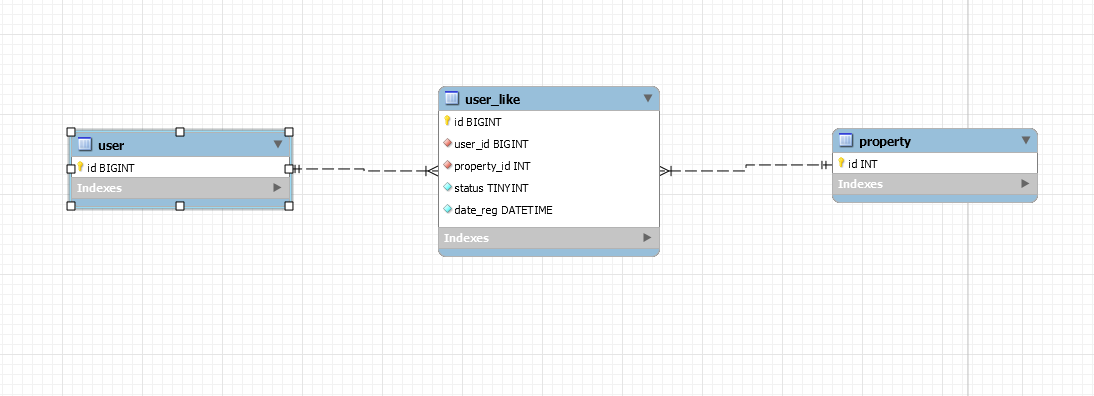 user
id BIGINT
Indexes
user_like
id BIGINT
user_id BIGINT
property_id INT
status TINYINT
date_reg DATETIME
Indexes
property
id INT
Indexes